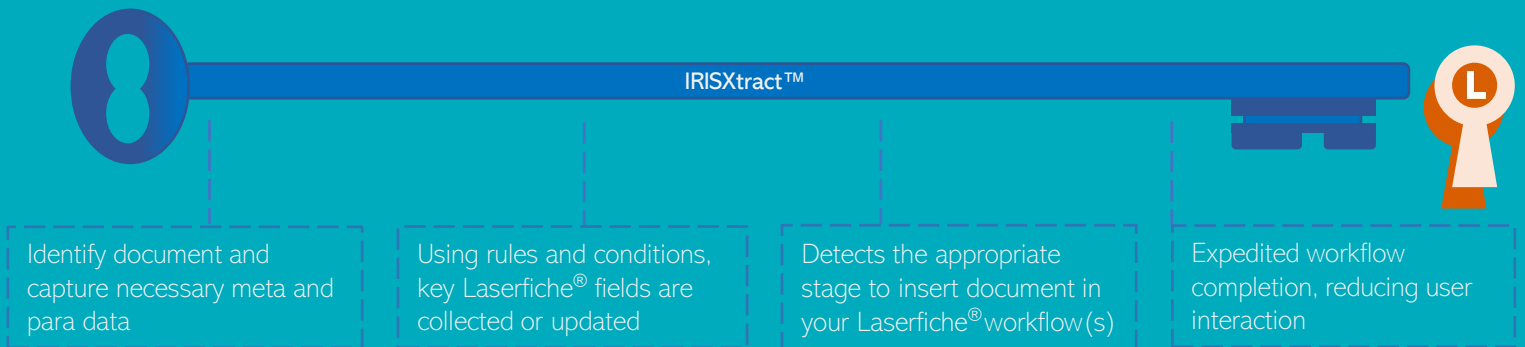 IRISXtract™
L
Identify document and
capture necessary meta and
para data
Using rules and conditions,
key Laserfiche® fields are
collected or updated
Detects the appropriate
stage to insert document in
your Laserfiche® workflow(s)
Expedited workflow
completion, reducing user
interaction